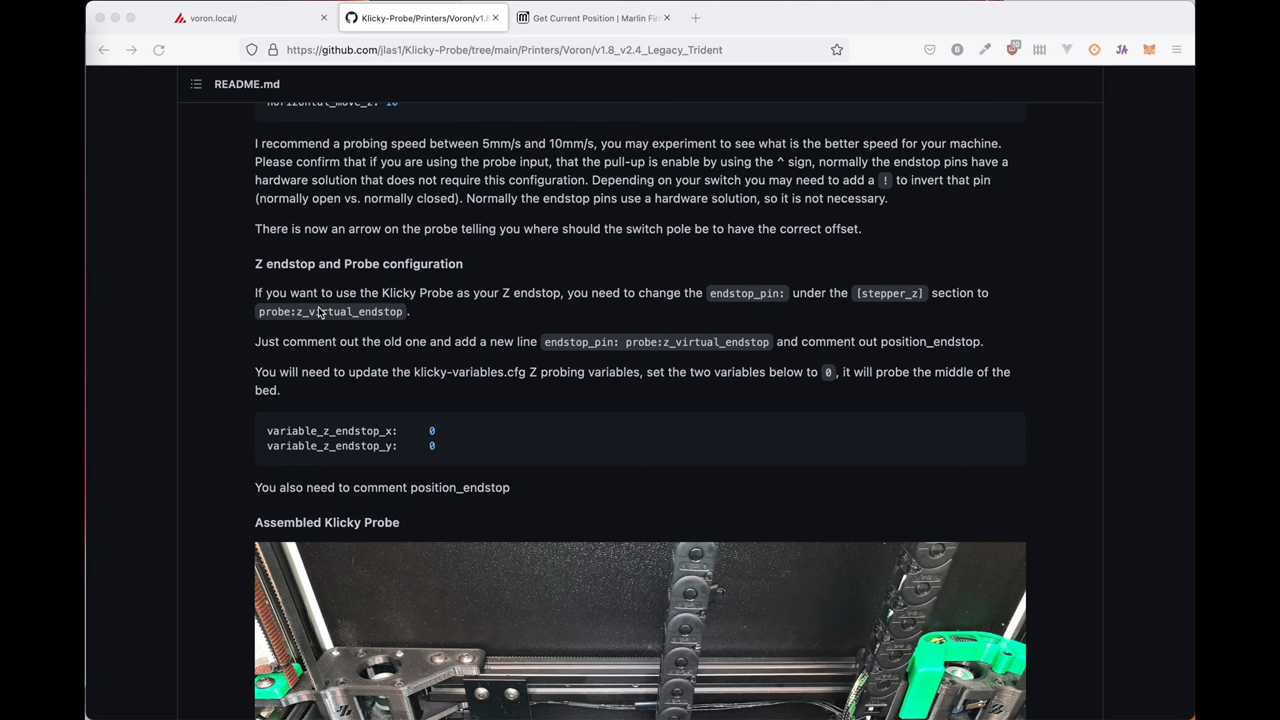 voron.local/
Klicky-Probe/Printers/Voron/v1.8
Get Current Position | Marlin Fir
https://github.com/jlas1/Klicky-Probe/tree/main/Printers/Voron/v1.8_v2.4_Legacy_Trident
10
JA
README.md
horizontal_move_z: 10
I recommend a probing speed between 5mm/s and 10mm/s, you may experiment to see what is the better speed for your machine.
Please confirm that if you are using the probe input, that the pull-up is enable by using the ^ sign, normally the endstop pins have a
hardware solution that does not require this configuration. Depending on your switch you may need to add a ! to invert that pin
(normally open vs. normally closed). Normally the endstop pins use a hardware solution, so it is not necessary.
There is now an arrow on the probe telling you where should the switch pole be to have the correct offset.
Z endstop and Probe configuration
If you want to use the Klicky Probe as your Z endstop, you need to change the endstop_pin: under the [stepper_z] section to
probe:z_virtual_endstop.
Just comment out the old one and add a new line endstop_pin: probe:z_virtual_endstop and comment out position_endstop.
You will need to update the klicky-variables.cfg Z probing variables, set the two variables below to 0, it will probe the middle of the
bed.
variable_z_endstop_x: 0
variable_z_endstop_y: 0
You also need to comment position_endstop
Assembled Klicky Probe